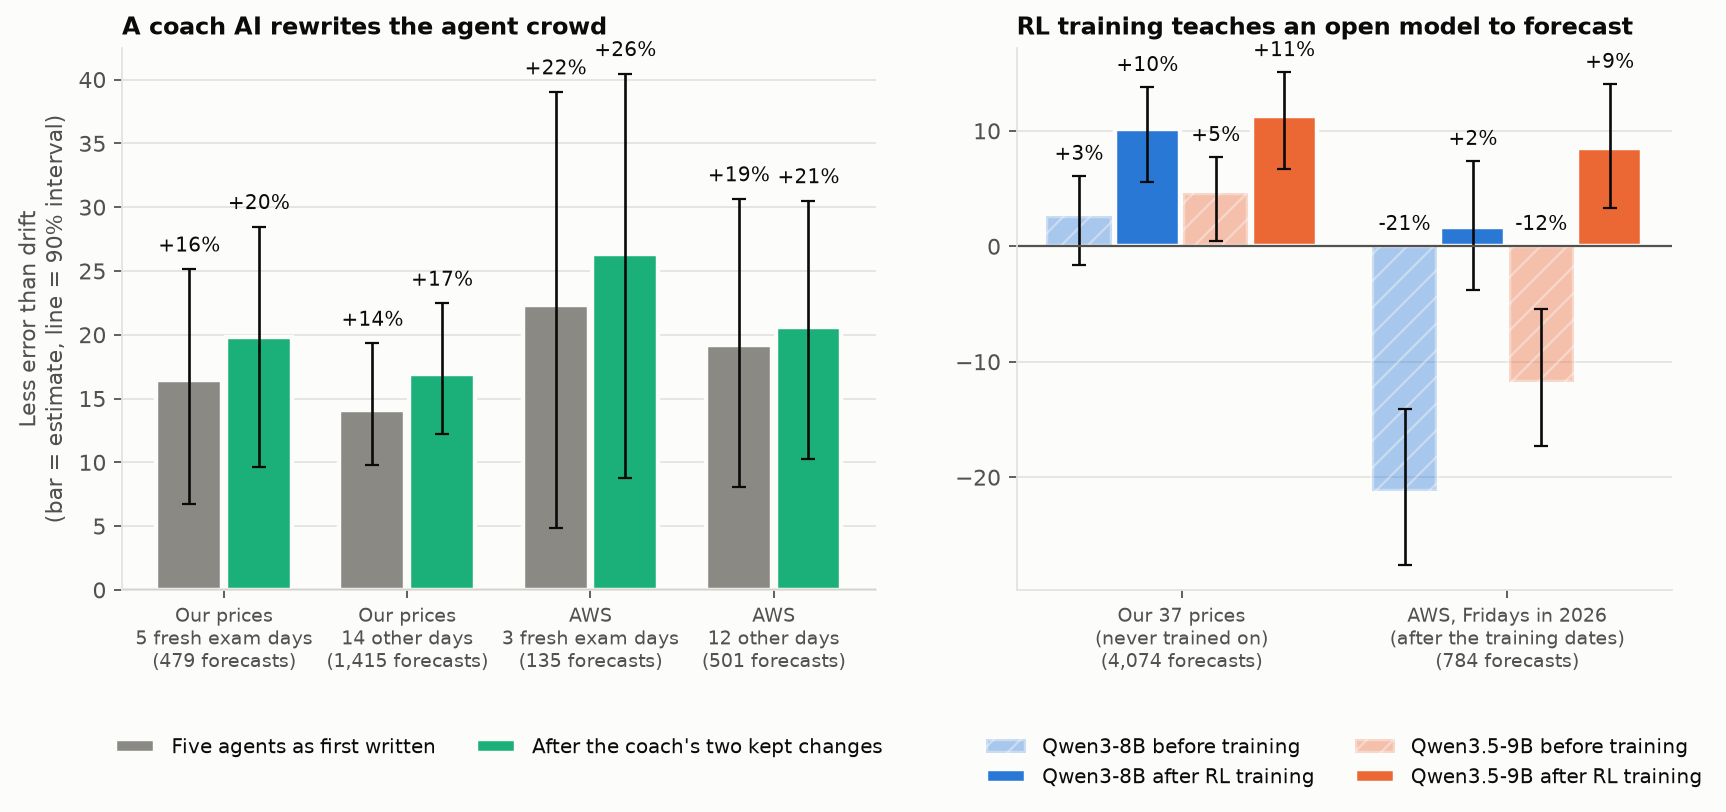 A coach AI rewrites the agent crowd
Less error than drift
(bar = estimate, line = 90% interval)
40
35
30
25
20
15
10
5
0
+16%
+20%
+14%
+17%
+22%
+26%
+19%
+21%
Our prices
5 fresh exam days
(479 forecasts)
Our prices
14 other days
(1,415 forecasts)
AWS
3 fresh exam days
(135 forecasts)
AWS
12 other days
(501 forecasts)
Five agents as first written
After the coach's two kept changes
RL training teaches an open model to forecast
10
0
−10
−20
+3%
+10%
+5%
+11%
-21%
+2%
-12%
+9%
Our 37 prices
(never trained on)
(4,074 forecasts)
AWS, Fridays in 2026
(after the training dates)
(784 forecasts)
Qwen3-8B before training
Qwen3-8B after RL training
Qwen3.5-9B before training
Qwen3.5-9B after RL training